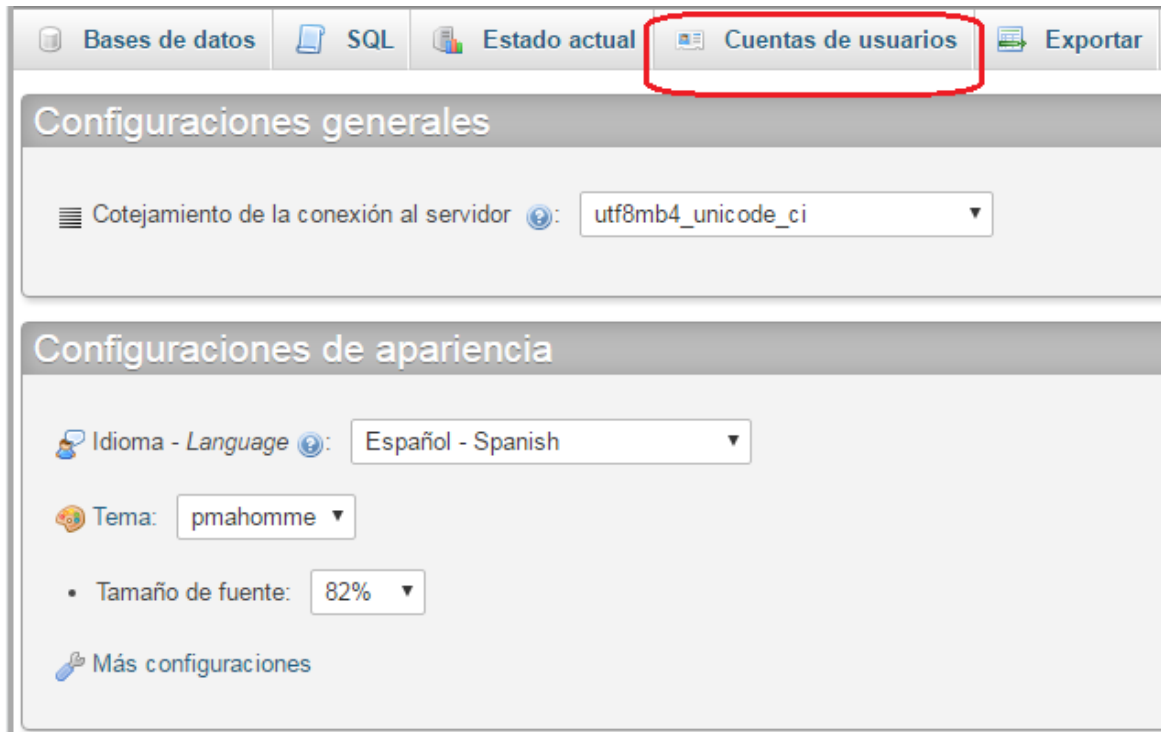 Bases de datos SQL Estado actual Cuentas de usuarios Exportar
Configuraciones generales
Cotejamiento de la conexión al servidor : utf8mb4_unicode_ci
Configuraciones de apariencia
Idioma - Language : Español - Spanish
Tema: pmahomme
• Tamaño de fuente: 82%
Más configuraciones